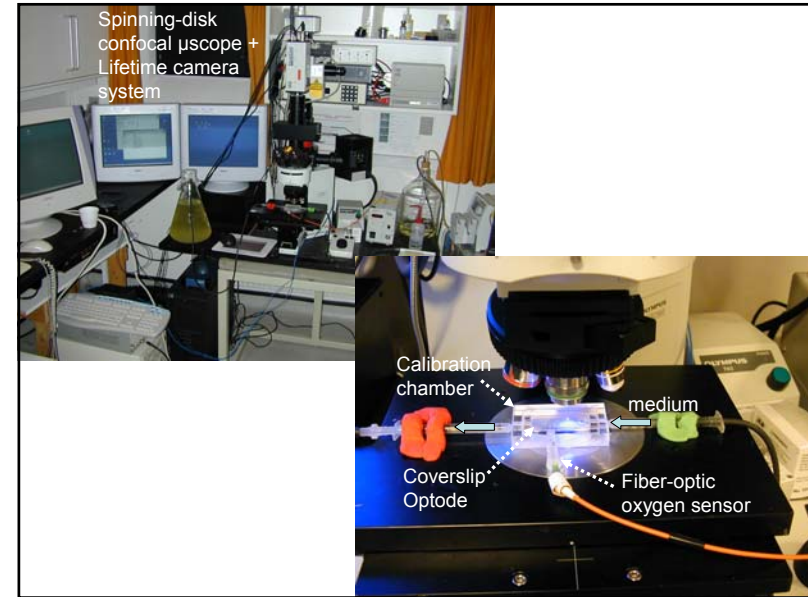 Spinning-disk
confocal µscope +
Lifetime camera
system
Calibration
chamber
medium
Coverslip
Optode
Fiber-optic
oxygen sensor
OLYMPUS